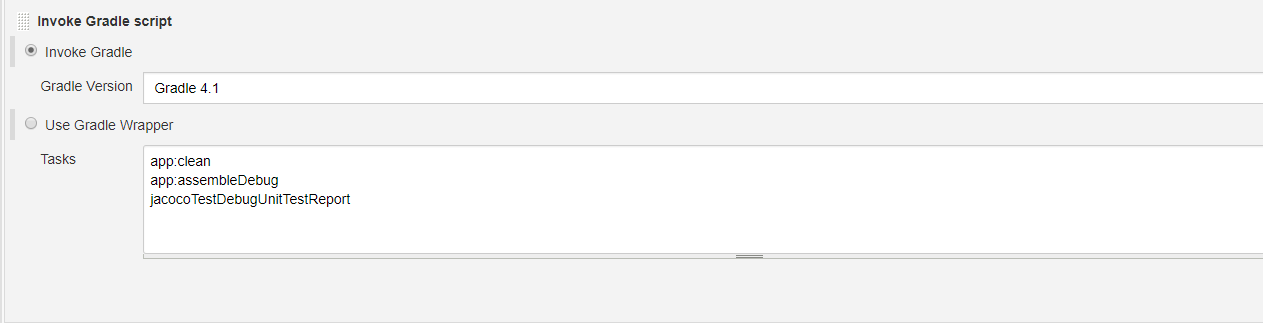 Invoke Gradle script
Invoke Gradle
Gradle Version
Gradle 4.1
Use Gradle Wrapper
Tasks
app:clean
app:assembleDebug
jacocoTestDebugUnitTestReport